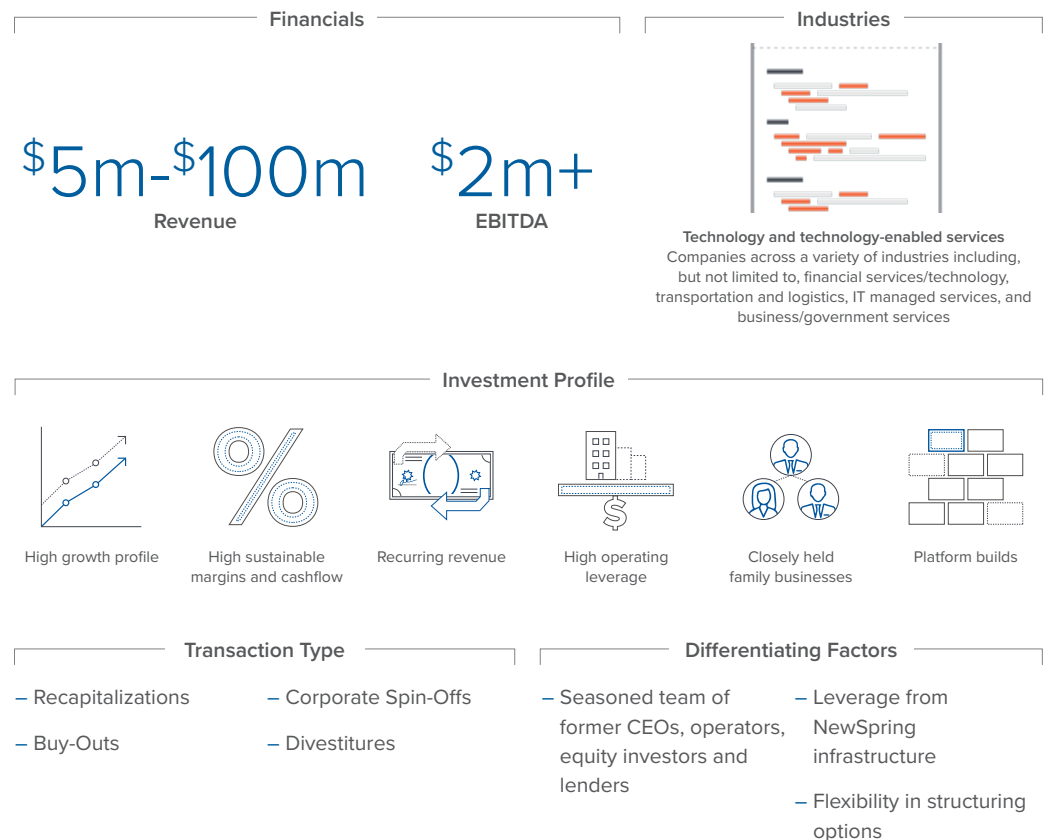 Financials
$5m-$100m
Revenue
$2m+
EBITDA
Industries
Technology and technology-enabled services
Companies across a variety of industries including,
but not limited to, financial services/technology,
transportation and logistics, IT managed services, and
business/government services
Investment Profile
High growth profile
High sustainable
margins and cashflow
Recurring revenue
$
High operating
leverage
Closely held
family businesses
Platform builds
Transaction Type
– Recapitalizations
– Buy-Outs
– Corporate Spin-Offs
– Divestitures
Differentiating Factors
– Seasoned team of
former CEOs, operators,
equity investors and
lenders
– Leverage from
NewSpring
infrastructure
– Flexibility in structuring
options